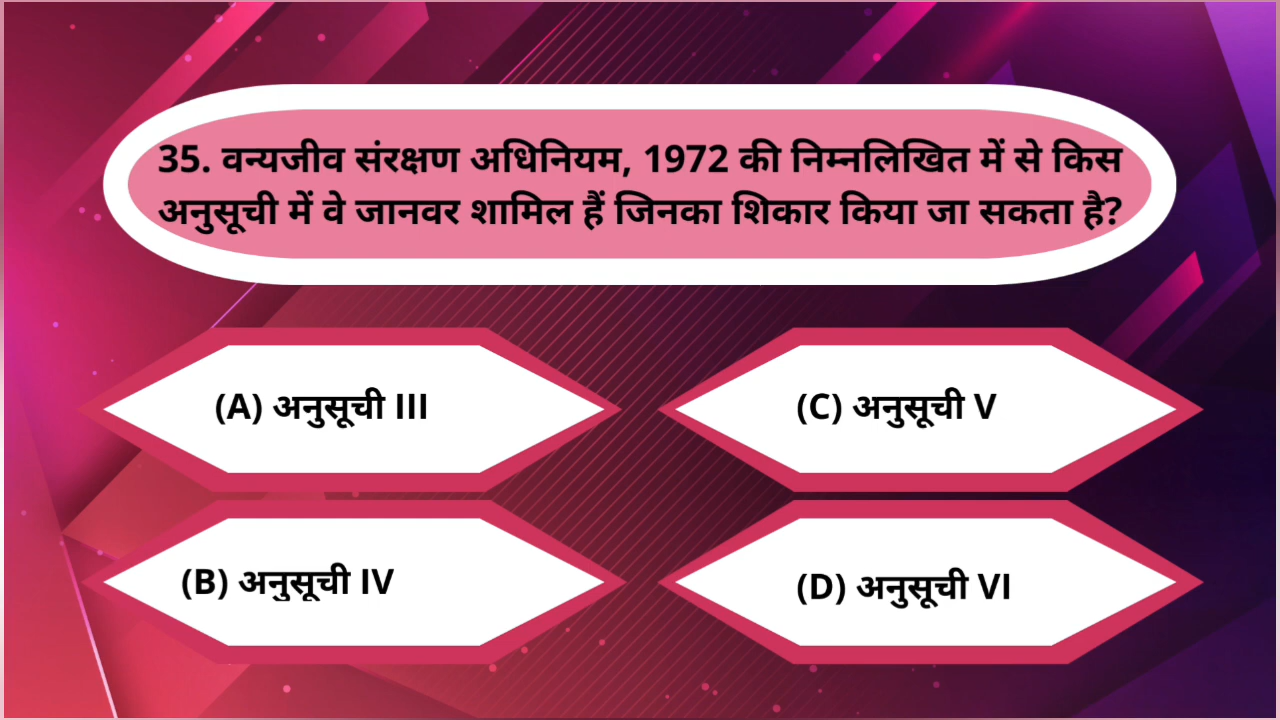 35. वन्यजीव संरक्षण अधिनियम, 1972 की निम्नलिखित में से किस
अनुसूची में वे जानवर शामिल हैं जिनका शिकार किया जा सकता है?
(A) अनुसूची III
(C) अनुसूची V
(B) अनुसूची IV
(D) अनुसूची VI